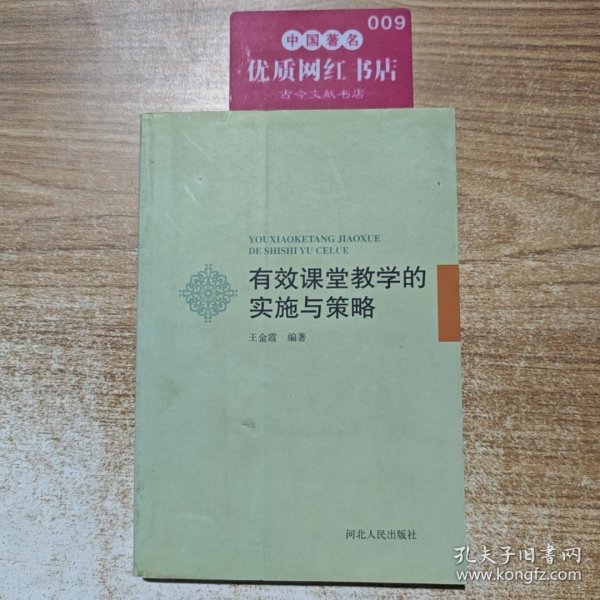 009
中国著名
优质网红书店
古今文献书店
YOUXIAOKETANG JIAOXUE
DE SHISHI YU CELUE
有效课堂教学的
实施与策略
王金霞 编著
河北人民出版社
孔夫子旧书网
www.kongfz.com